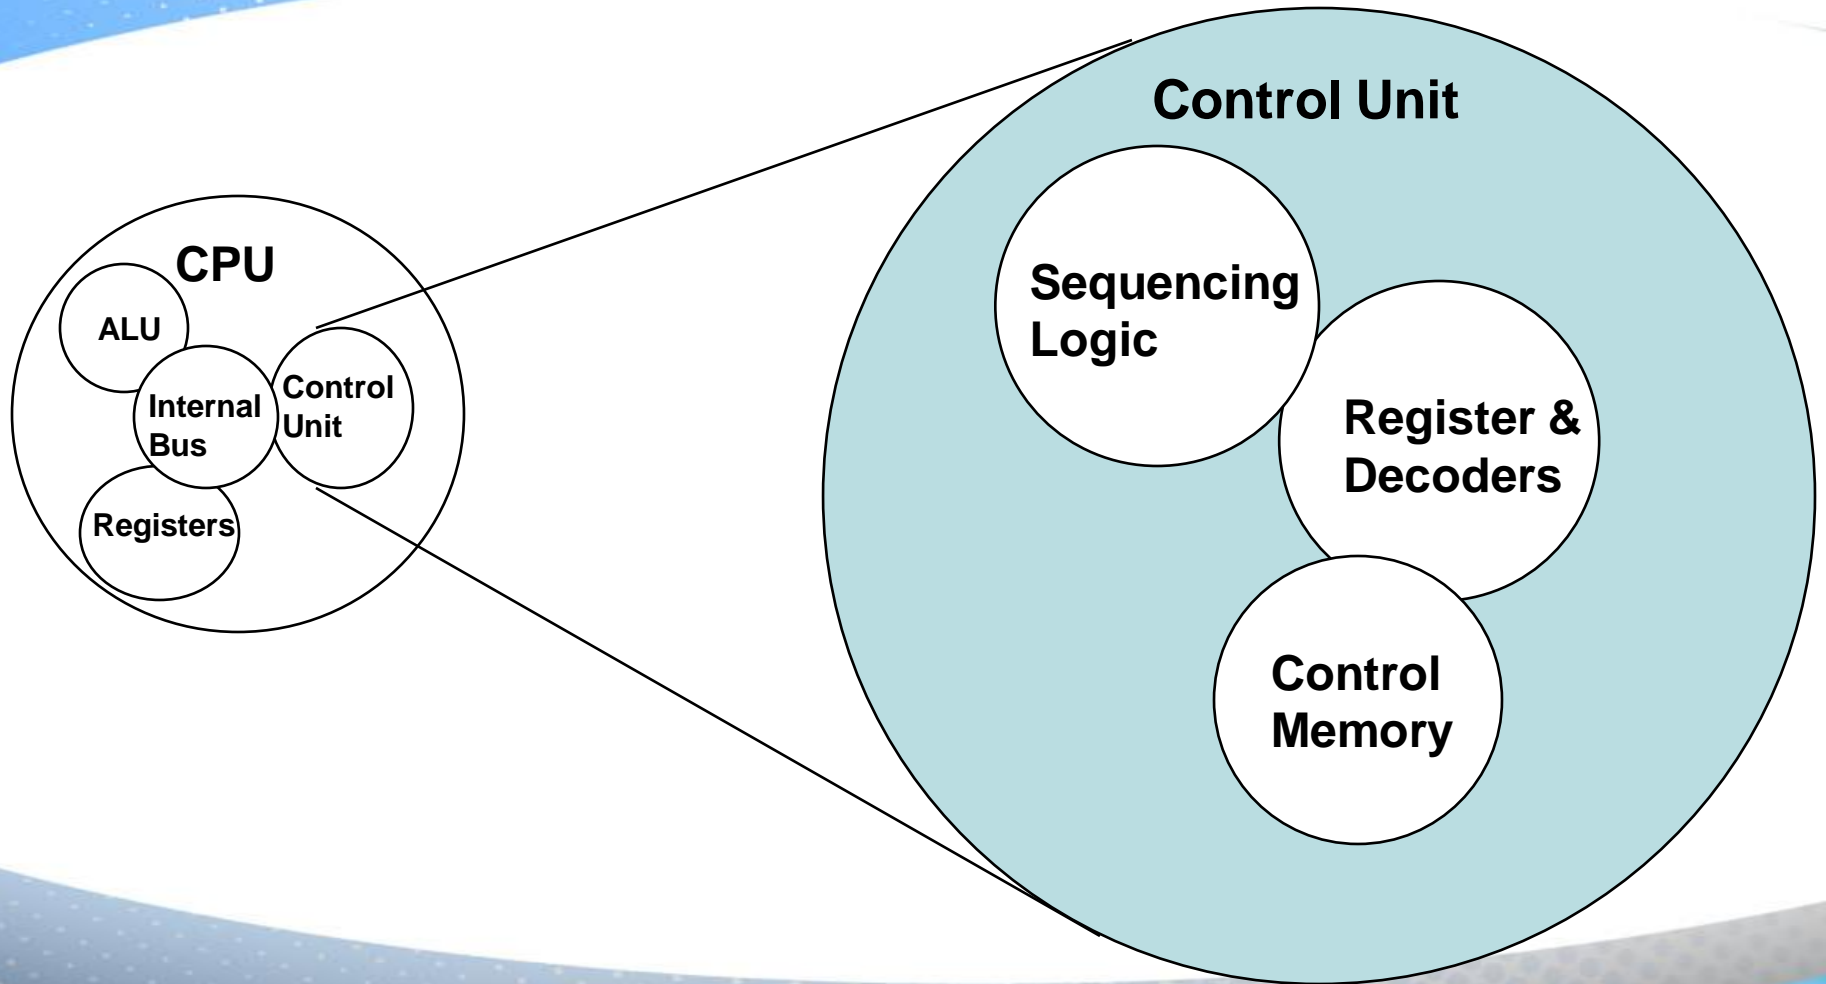 CPU
ALU
Internal
Bus
Control
Unit
Registers
Control Unit
Sequencing
Logic
Register &
Decoders
Control
Memory